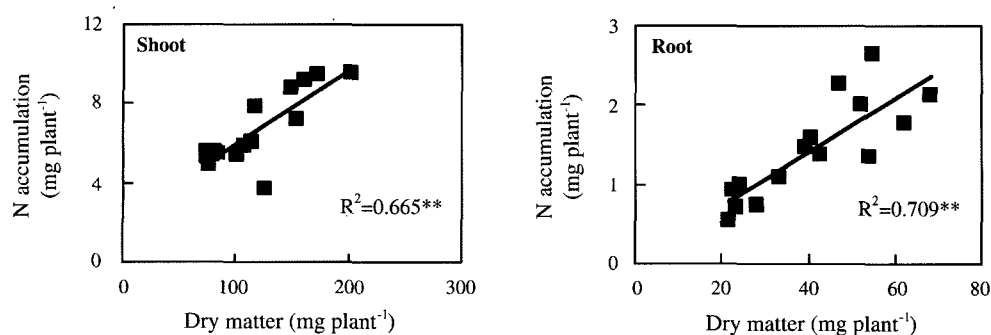 Shoot
12
8
4
0
N accumulation
(mg plant⁻¹)
R²=0.665**
0 100 200 300
Dry matter (mg plant⁻¹)
Root
3
2
1
0
N accumulation
(mg plant⁻¹)
R²=0.709**
0 20 40 60 80
Dry matter (mg plant⁻¹)